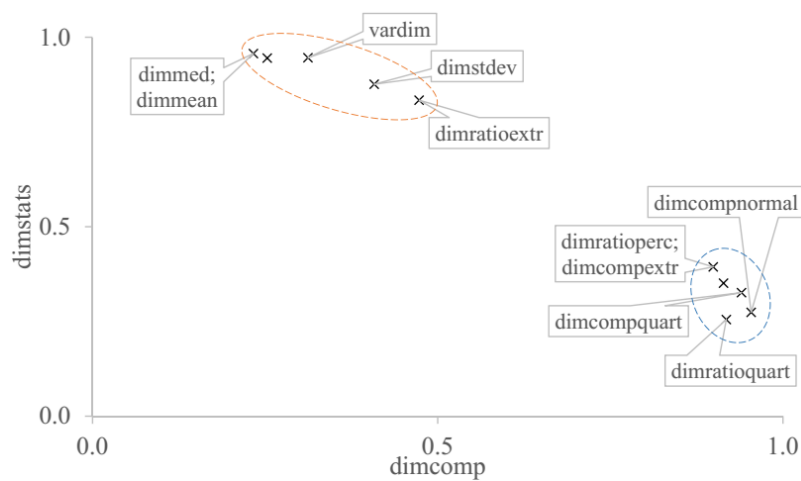 1.0
vardim
dimmed;
dimmean
dimstdev
dimratioextr
dimstats
0.5
dimcompnormal
dimratioperc;
dimcompextr
dimcompquart
dimratioquart
0.0
0.0
0.5
1.0
dimcomp